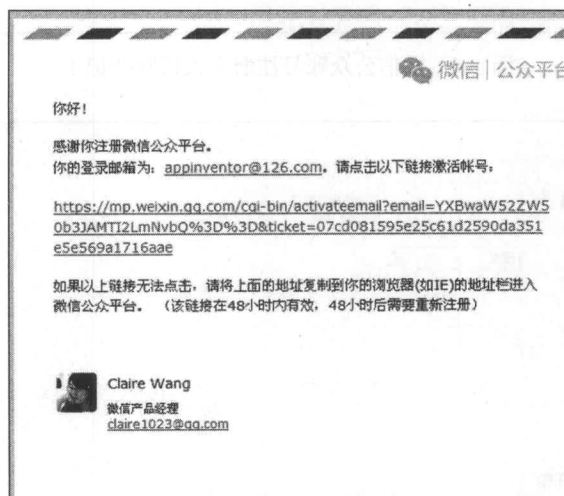 微信 | 公众平台
你好！
感谢你注册微信公众平台。
你的登录邮箱为：appinventor@126.com。请点击以下链接激活帐号：
https://mp.weixin.qq.com/cgi-bin/activateemail?email=YXBwaW52ZW5
0b3JAMTI2LmNvbQ%3D%3D&ticket=07cd081595e25c61d2590da351
e5e569a1716aae
如果以上链接无法点击，请将上面的地址复制到你的浏览器(如IE)的地址栏进入
微信公众平台。 （该链接在48小时内有效，48小时后需要重新注册）
Claire Wang
微信产品经理
claire1023@qq.com